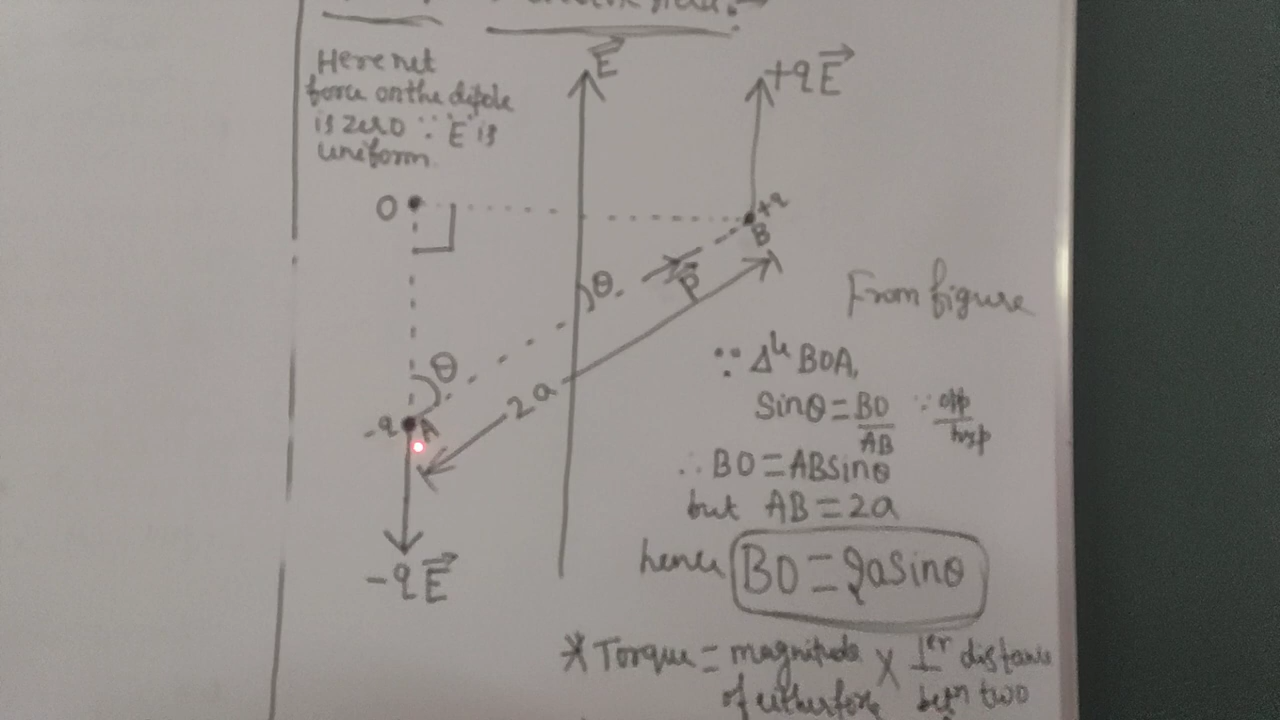 Here net
force on the dipole
is zero ∵ E is
uniform
E⃗
+qE⃗
O
+q
B
θ
p⃗
θ
2a
-q
A
-qE⃗
From figure
∵ Δle BOA,
Sinθ = BO/AB ∵ opp/hyp
∴ BO = ABsinθ
but AB = 2a
hence BO = 2asinθ
* Torque = magnitude × ⊥er distance
of either force betn two